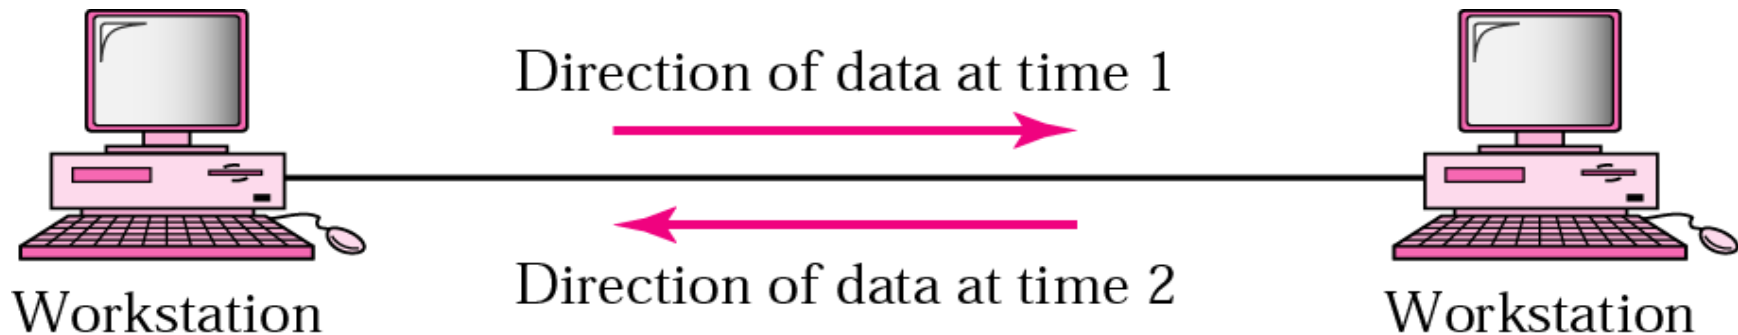 Direction of data at time 1
Direction of data at time 2
Workstation
Workstation